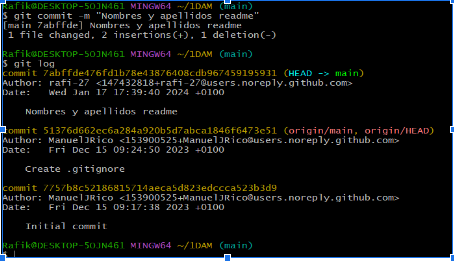 Rafik@DESKTOP-5OJN461 MINGW64 ~/1DAM (main)
$ git commit -m "Nombres y apellidos readme"
[main 7abffde] Nombres y apellidos readme
1 file changed, 2 insertions(+), 1 deletion(-)
Rafik@DESKTOP-5OJN461 MINGW64 ~/1DAM (main)
$ git log
commit 7abffde476fd1b78e43876408cdb967459195931 (HEAD -> main)
Author: rafi-27 <147432818+rafi-27@users.noreply.github.com>
Date: Wed Jan 17 17:39:40 2024 +0100
Nombres y apellidos readme
commit 51376d662ec6a284a920b5d7abca1846f6473e51 (origin/main, origin/HEAD)
Author: ManuelJRico <153900525+ManuelJRico@users.noreply.github.com>
Date: Fri Dec 15 09:24:50 2023 +0100
Create .gitignore
commit 7757b8c52186815714aeca5d823edccca523b3d9
Author: ManuelJRico <153900525+ManuelJRico@users.noreply.github.com>
Date: Fri Dec 15 09:17:38 2023 +0100
Initial commit
Rafik@DESKTOP-5OJN461 MINGW64 ~/1DAM (main)
$